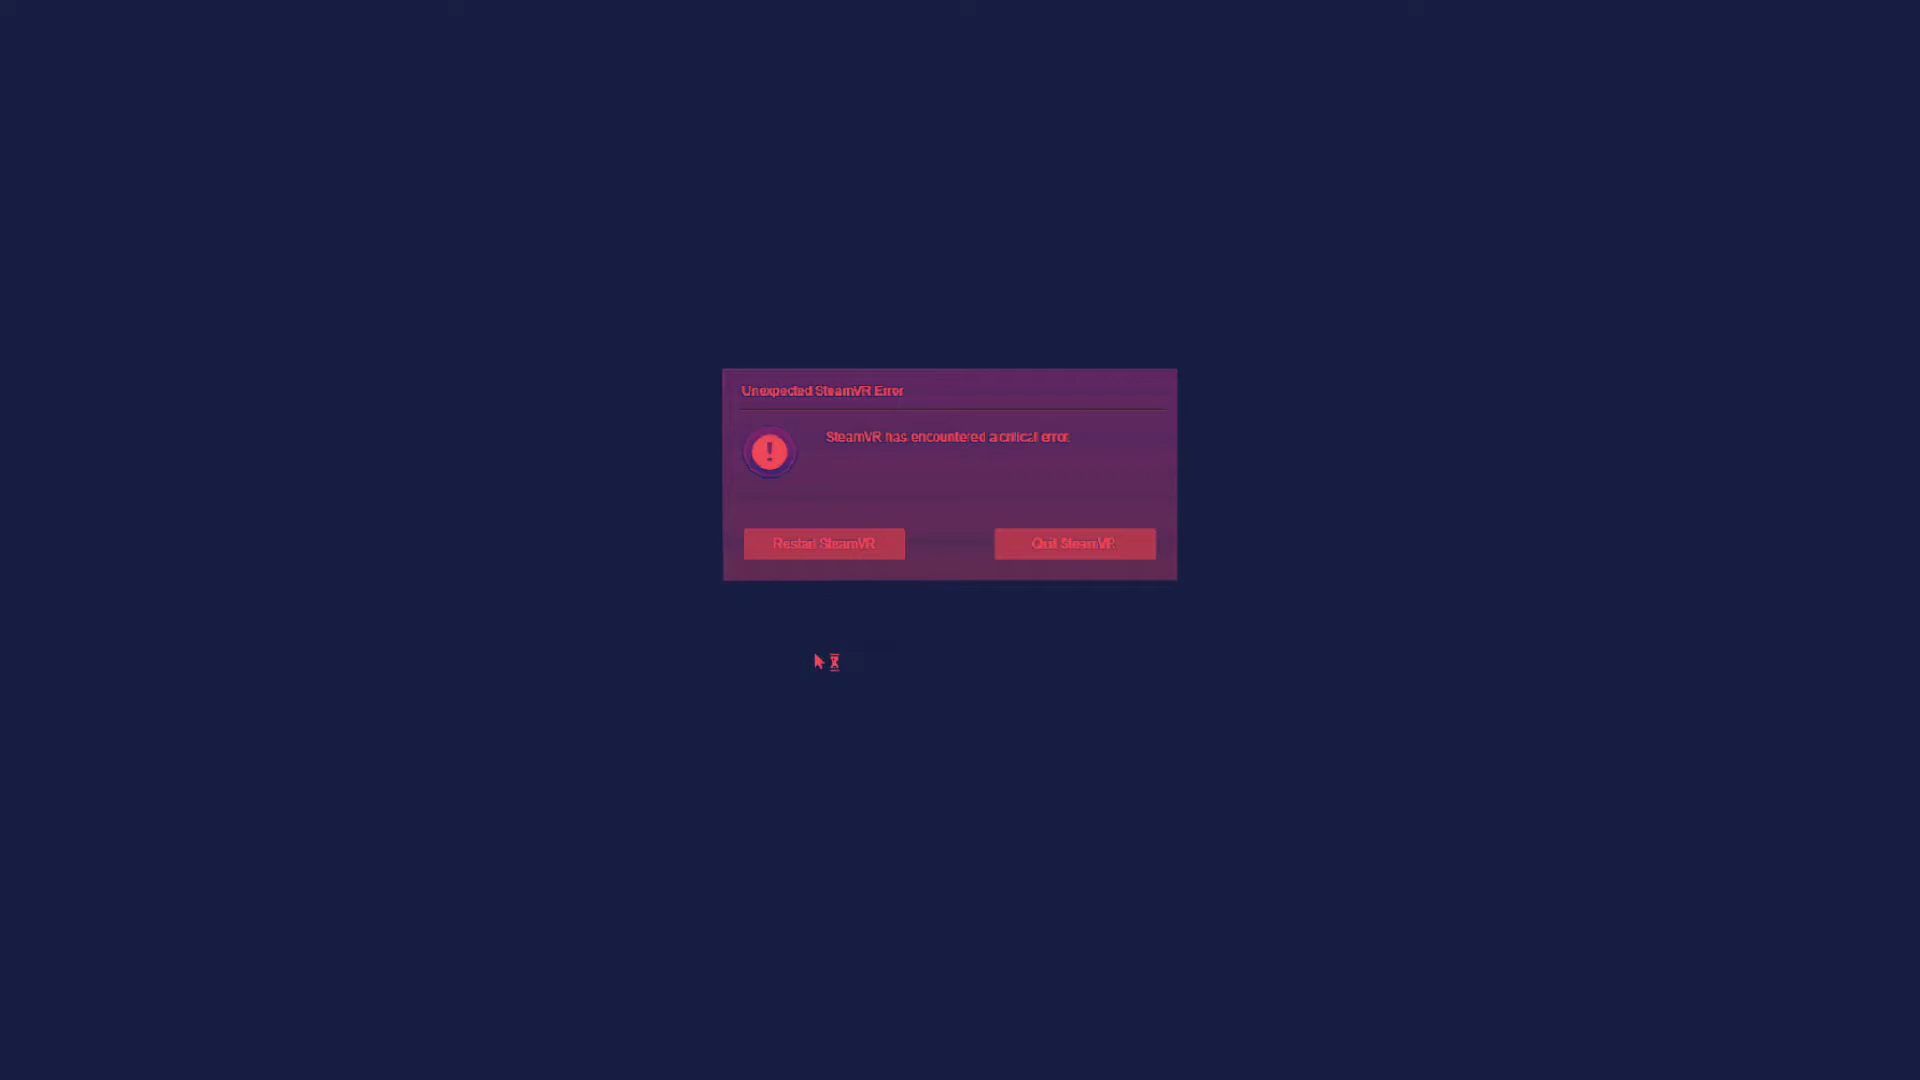 Unexpected SteamVR Error
!
SteamVR has encountered a critical error.
Restart SteamVR
Quit SteamVR